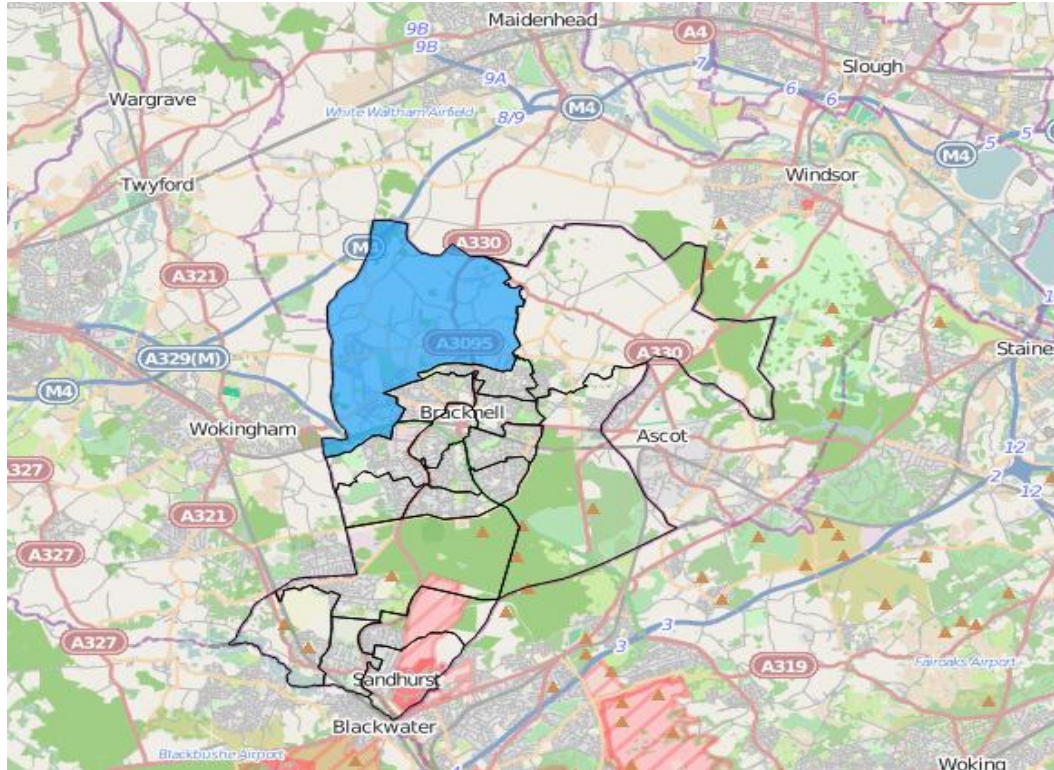 Maidenhead
9B
9B
A4
Slough
7
9A
6
6
Wargrave
M4
White Waltham Airfield
8/9
5
5
M4
Windsor
Twyford
M4
A330
A321
A3095
A330
Staine
A329(M)
M4
Bracknell
Wokingham
Ascot
12
A327
2
12
A321
A327
3
3
A327
A319
Fairoaks Airport
Sandhurst
Blackwater
Blackbushe Airport
Woking